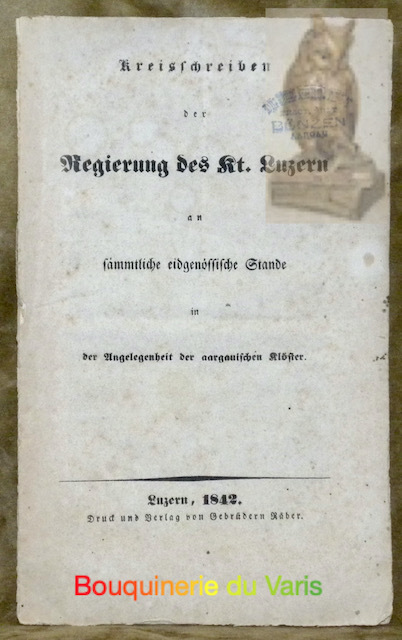 Kreisschreiben
der
Regierung des Kt. Luzern
an
sämmtliche eidgenössische Stande
in
der Angelegenheit der aargauischen Klöster.
Luzern, 1842.
Druck und Verlag von Gebrüdern Räber.
Bouquinerie du Varis